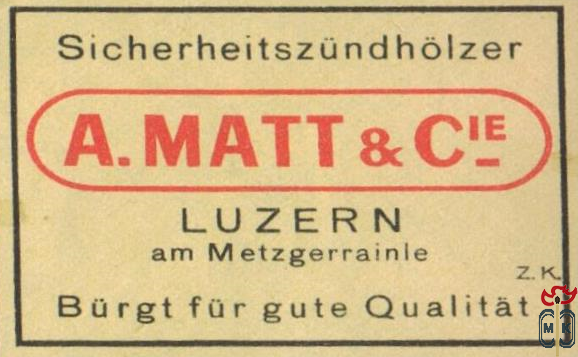 Sicherheitszündhölzer
A. MATT & CIE
LUZERN
am Metzgerrainle
Z. K.
Bürgt für gute Qualität
M K